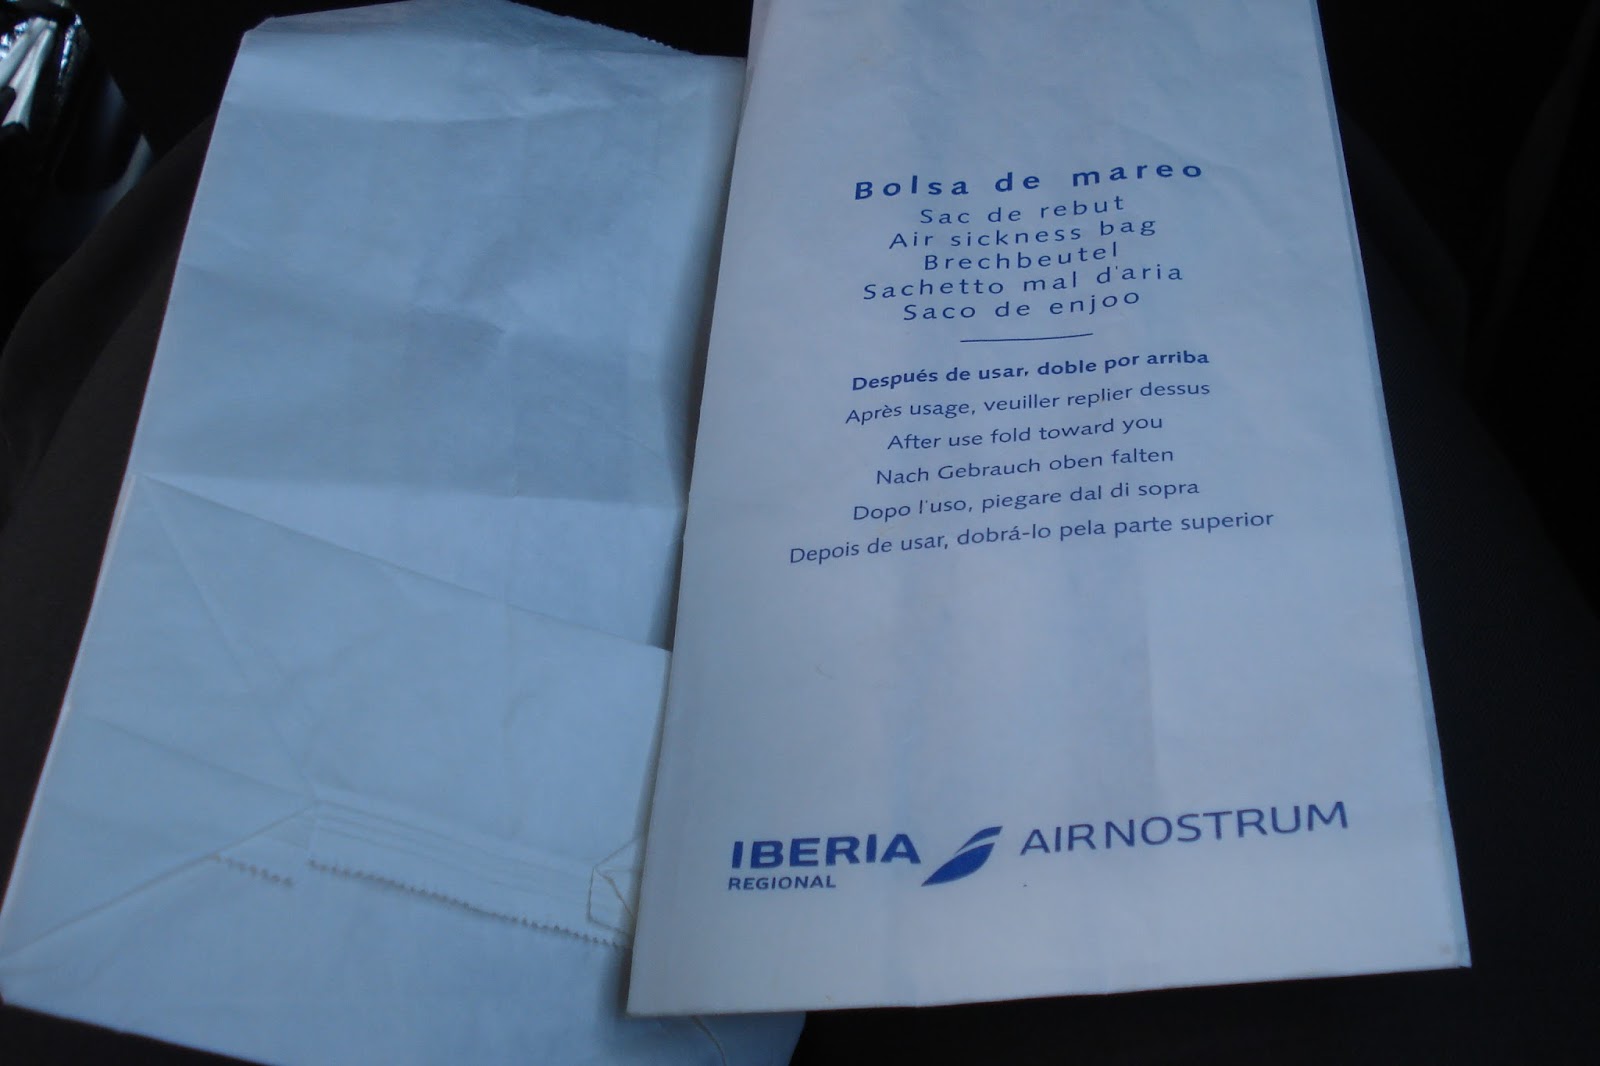 Bolsa de mareo
Sac de rebut
Air sickness bag
Brechbeutel
Sachetto mal d'aria
Saco de enjoo
Después de usar, doble por arriba
Après usage, veuiller replier dessus
After use fold toward you
Nach Gebrauch oben falten
Dopo l'uso, piegare dal di sopra
Depois de usar, dobrá-lo pela parte superior
IBERIA AIRNOSTRUM
REGIONAL